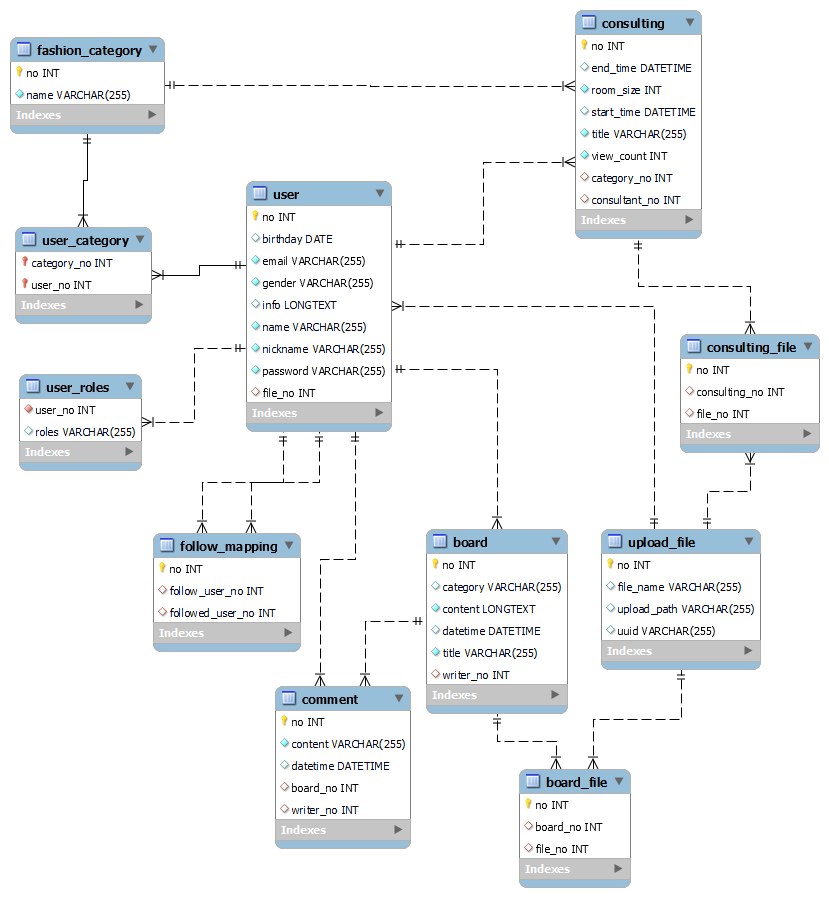 fashion_category
no INT
name VARCHAR(255)
Indexes
consulting
no INT
end_time DATETIME
room_size INT
start_time DATETIME
title VARCHAR(255)
view_count INT
category_no INT
consultant_no INT
Indexes
user
no INT
birthday DATE
email VARCHAR(255)
gender VARCHAR(255)
info LONGTEXT
name VARCHAR(255)
nickname VARCHAR(255)
password VARCHAR(255)
file_no INT
Indexes
user_category
category_no INT
user_no INT
Indexes
user_roles
user_no INT
roles VARCHAR(255)
Indexes
consulting_file
no INT
consulting_no INT
file_no INT
Indexes
follow_mapping
no INT
follow_user_no INT
followed_user_no INT
Indexes
board
no INT
category VARCHAR(255)
content LONGTEXT
datetime DATETIME
title VARCHAR(255)
writer_no INT
Indexes
upload_file
no INT
file_name VARCHAR(255)
upload_path VARCHAR(255)
uuid VARCHAR(255)
Indexes
comment
no INT
content VARCHAR(255)
datetime DATETIME
board_no INT
writer_no INT
Indexes
board_file
no INT
board_no INT
file_no INT
Indexes